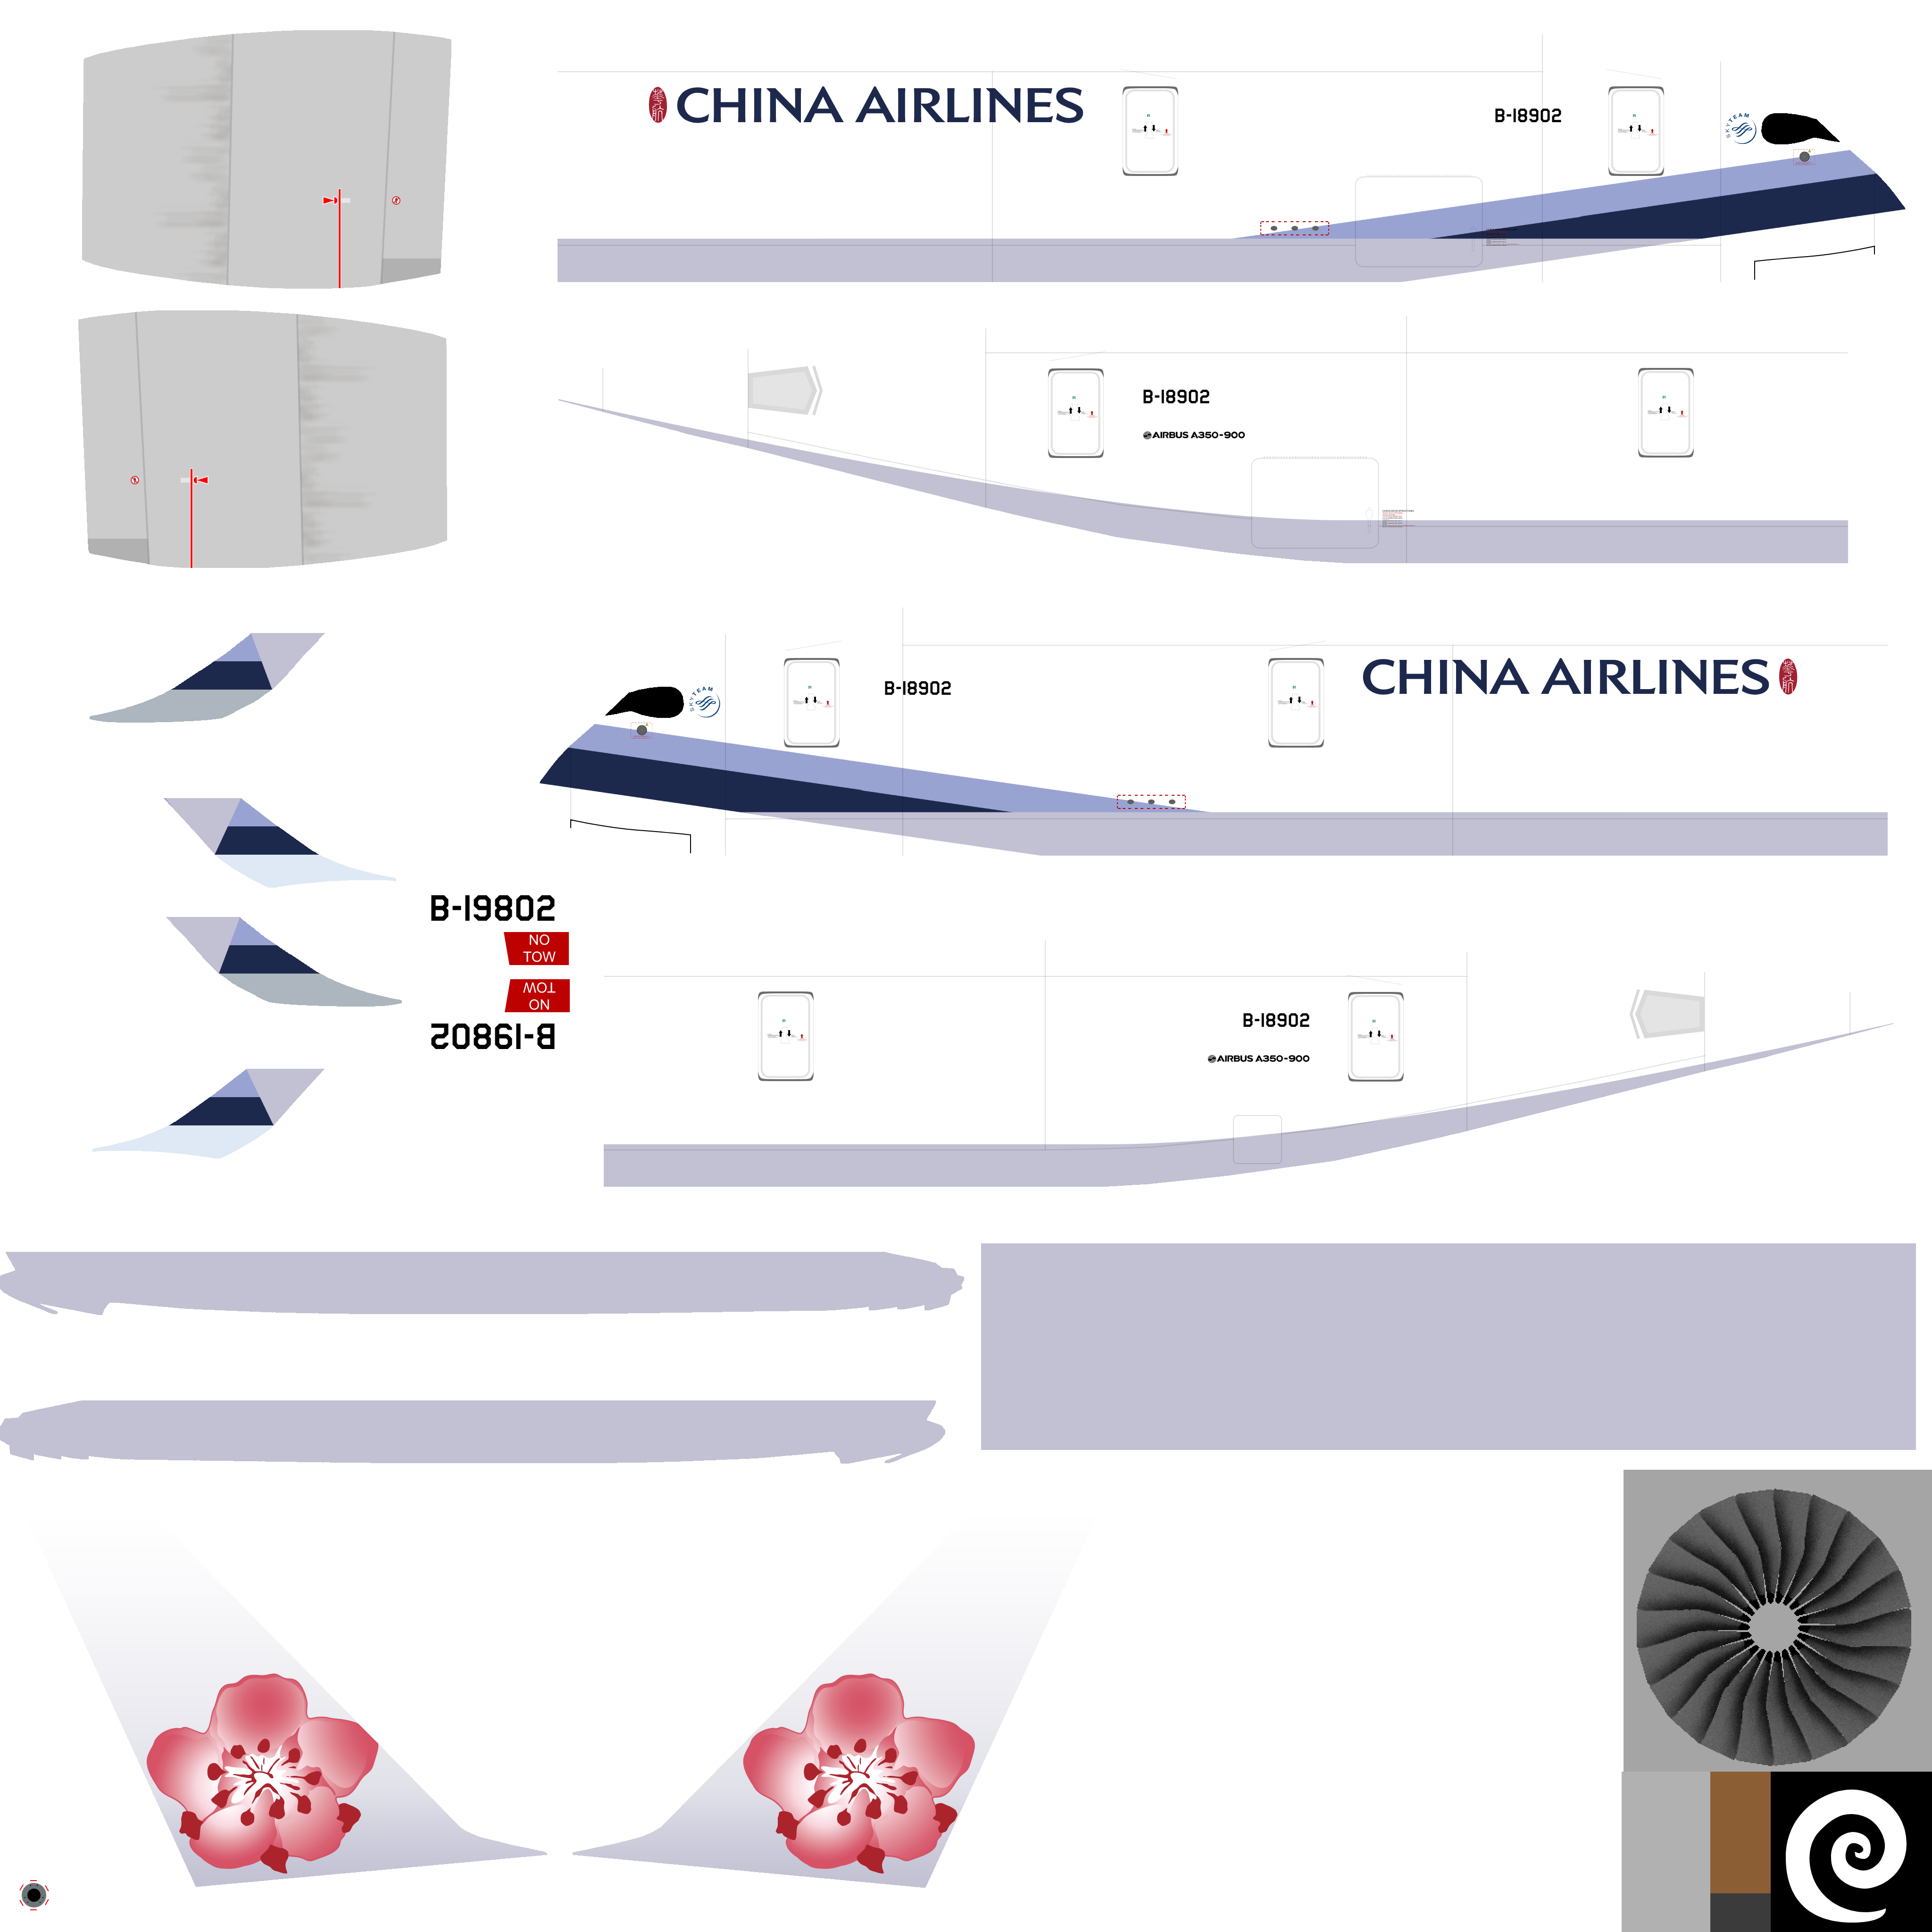 CHINA AIRLINES
B-18902
SKYTEAM
B-18902
AIRBUS A350-900
CHINA AIRLINES
B-18902
SKYTEAM
B-19802
NO
TOW
NO
TOW
B-19802
B-18902
AIRBUS A350-900